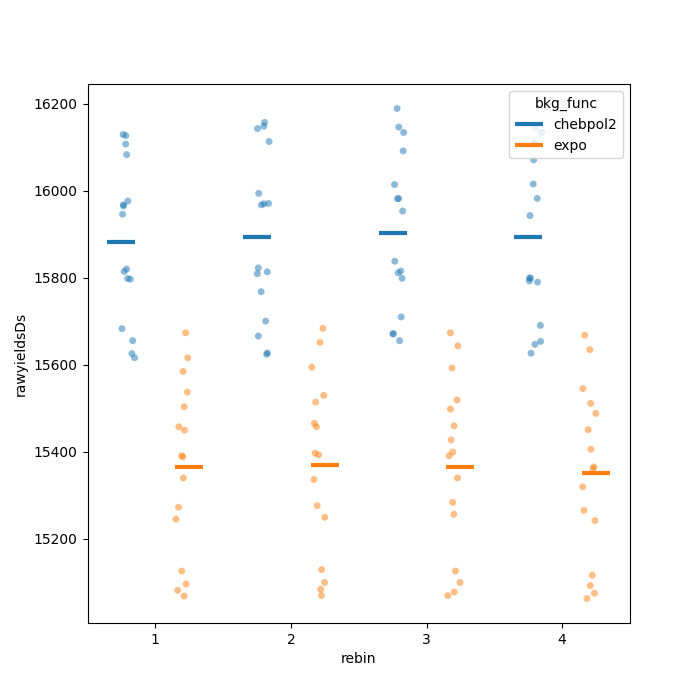 bkg_func
chebpol2
expo
rawyieldsDs
16200
16000
15800
15600
15400
15200
1 2 3 4
rebin